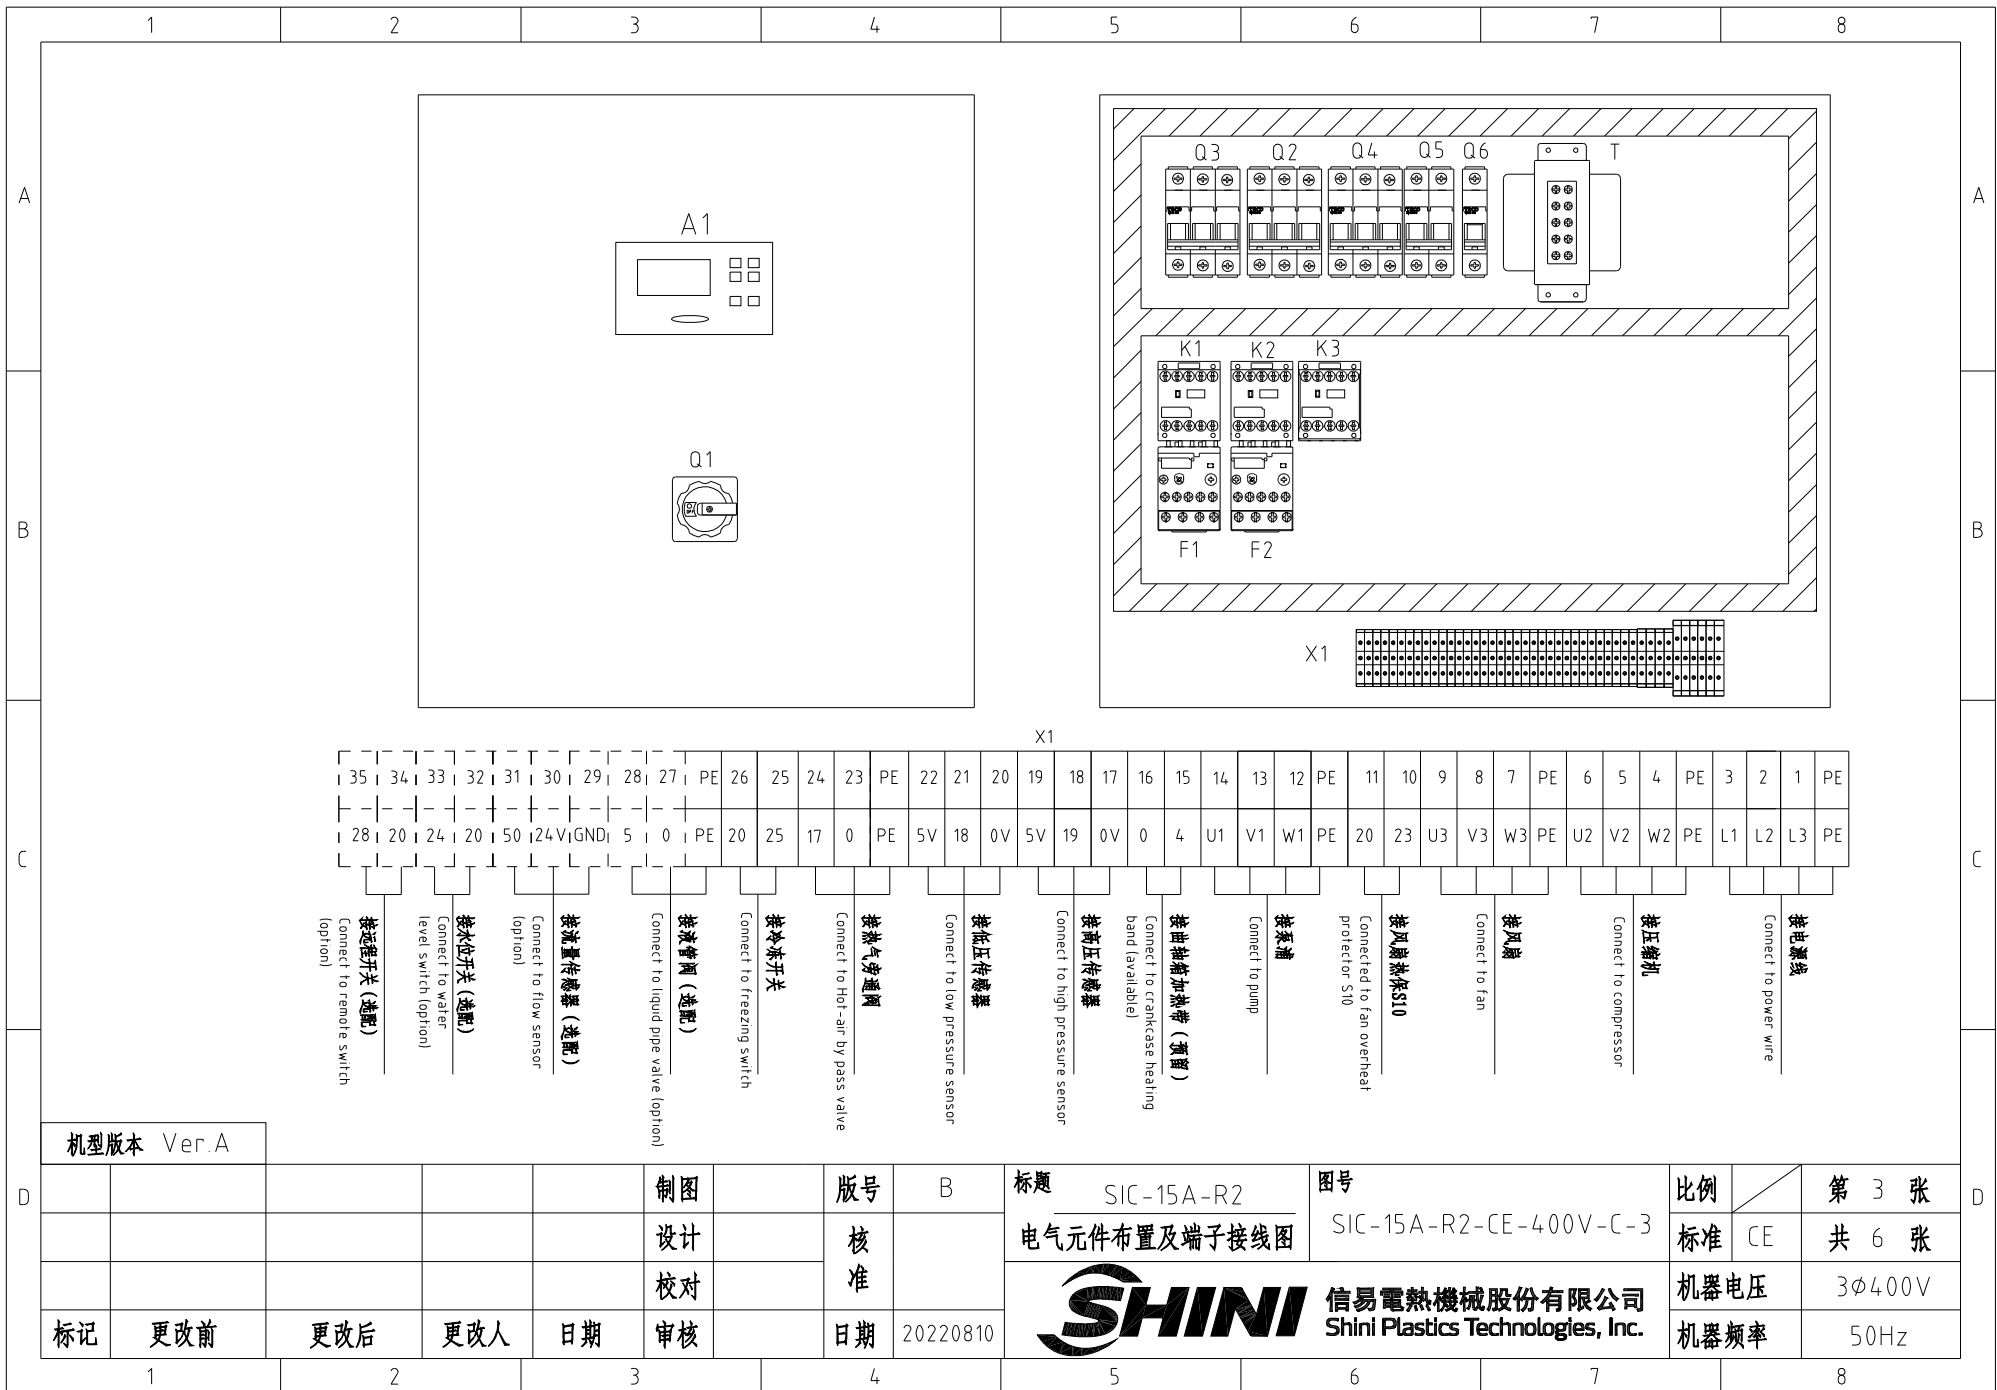 1 2 3 4 5 6 7 8
A
A
A1
Q3 Q2 Q4 Q5 Q6 T
K1 K2 K3
Q1
B
B
F1 F2
X1
X1
35 34 33 32 31 30 29 28 27 PE 26 25 24 23 PE 22 21 20 19 18 17 16 15 14 13 12 PE 11 10 9 8 7 PE 6 5 4 PE 3 2 1 PE
28 20 24 20 50 24V GND 5 0 PE 20 25 17 0 PE 5V 18 0V 5V 19 0V 0 4 U1 V1 W1 PE 20 23 U3 V3 W3 PE U2 V2 W2 PE L1 L2 L3 PE
C
C
接远程开关（选配）
Connect to remote switch
(option)
接水位开关（选配）
Connect to water
level switch (option)
接流量传感器（选配）
Connect to flow sensor
(option)
接液管阀（选配）
Connect to liquid pipe valve (option)
接冷冻开关
Connect to freezing switch
接热气旁通阀
Connect to Hot-air by pass valve
接低压传感器
Connect to low pressure sensor
接高压传感器
Connect to high pressure sensor
接曲轴箱加热带（预留）
Connect to crankcase heating
band (available)
接泵浦
Connect to pump
接风扇热保S10
Connected to fan overheat
protector S10
接风扇
Connect to fan
接压缩机
Connect to compressor
接电源线
Connect to power wire
机型版本 Ver.A
D
D
制图 版号 B
设计 核准
校对
标记 更改前 更改后 更改人 日期 审核 日期 20220810
标题 SIC-15A-R2
电气元件布置及端子接线图
图号
SIC-15A-R2-CE-400V-C-3
比例 第 3 张
标准 CE 共 6 张
机器电压 3φ400V
机器频率 50Hz
SHINI
信易電熱機械股份有限公司
Shini Plastics Technologies, Inc.
1 2 3 4 5 6 7 8